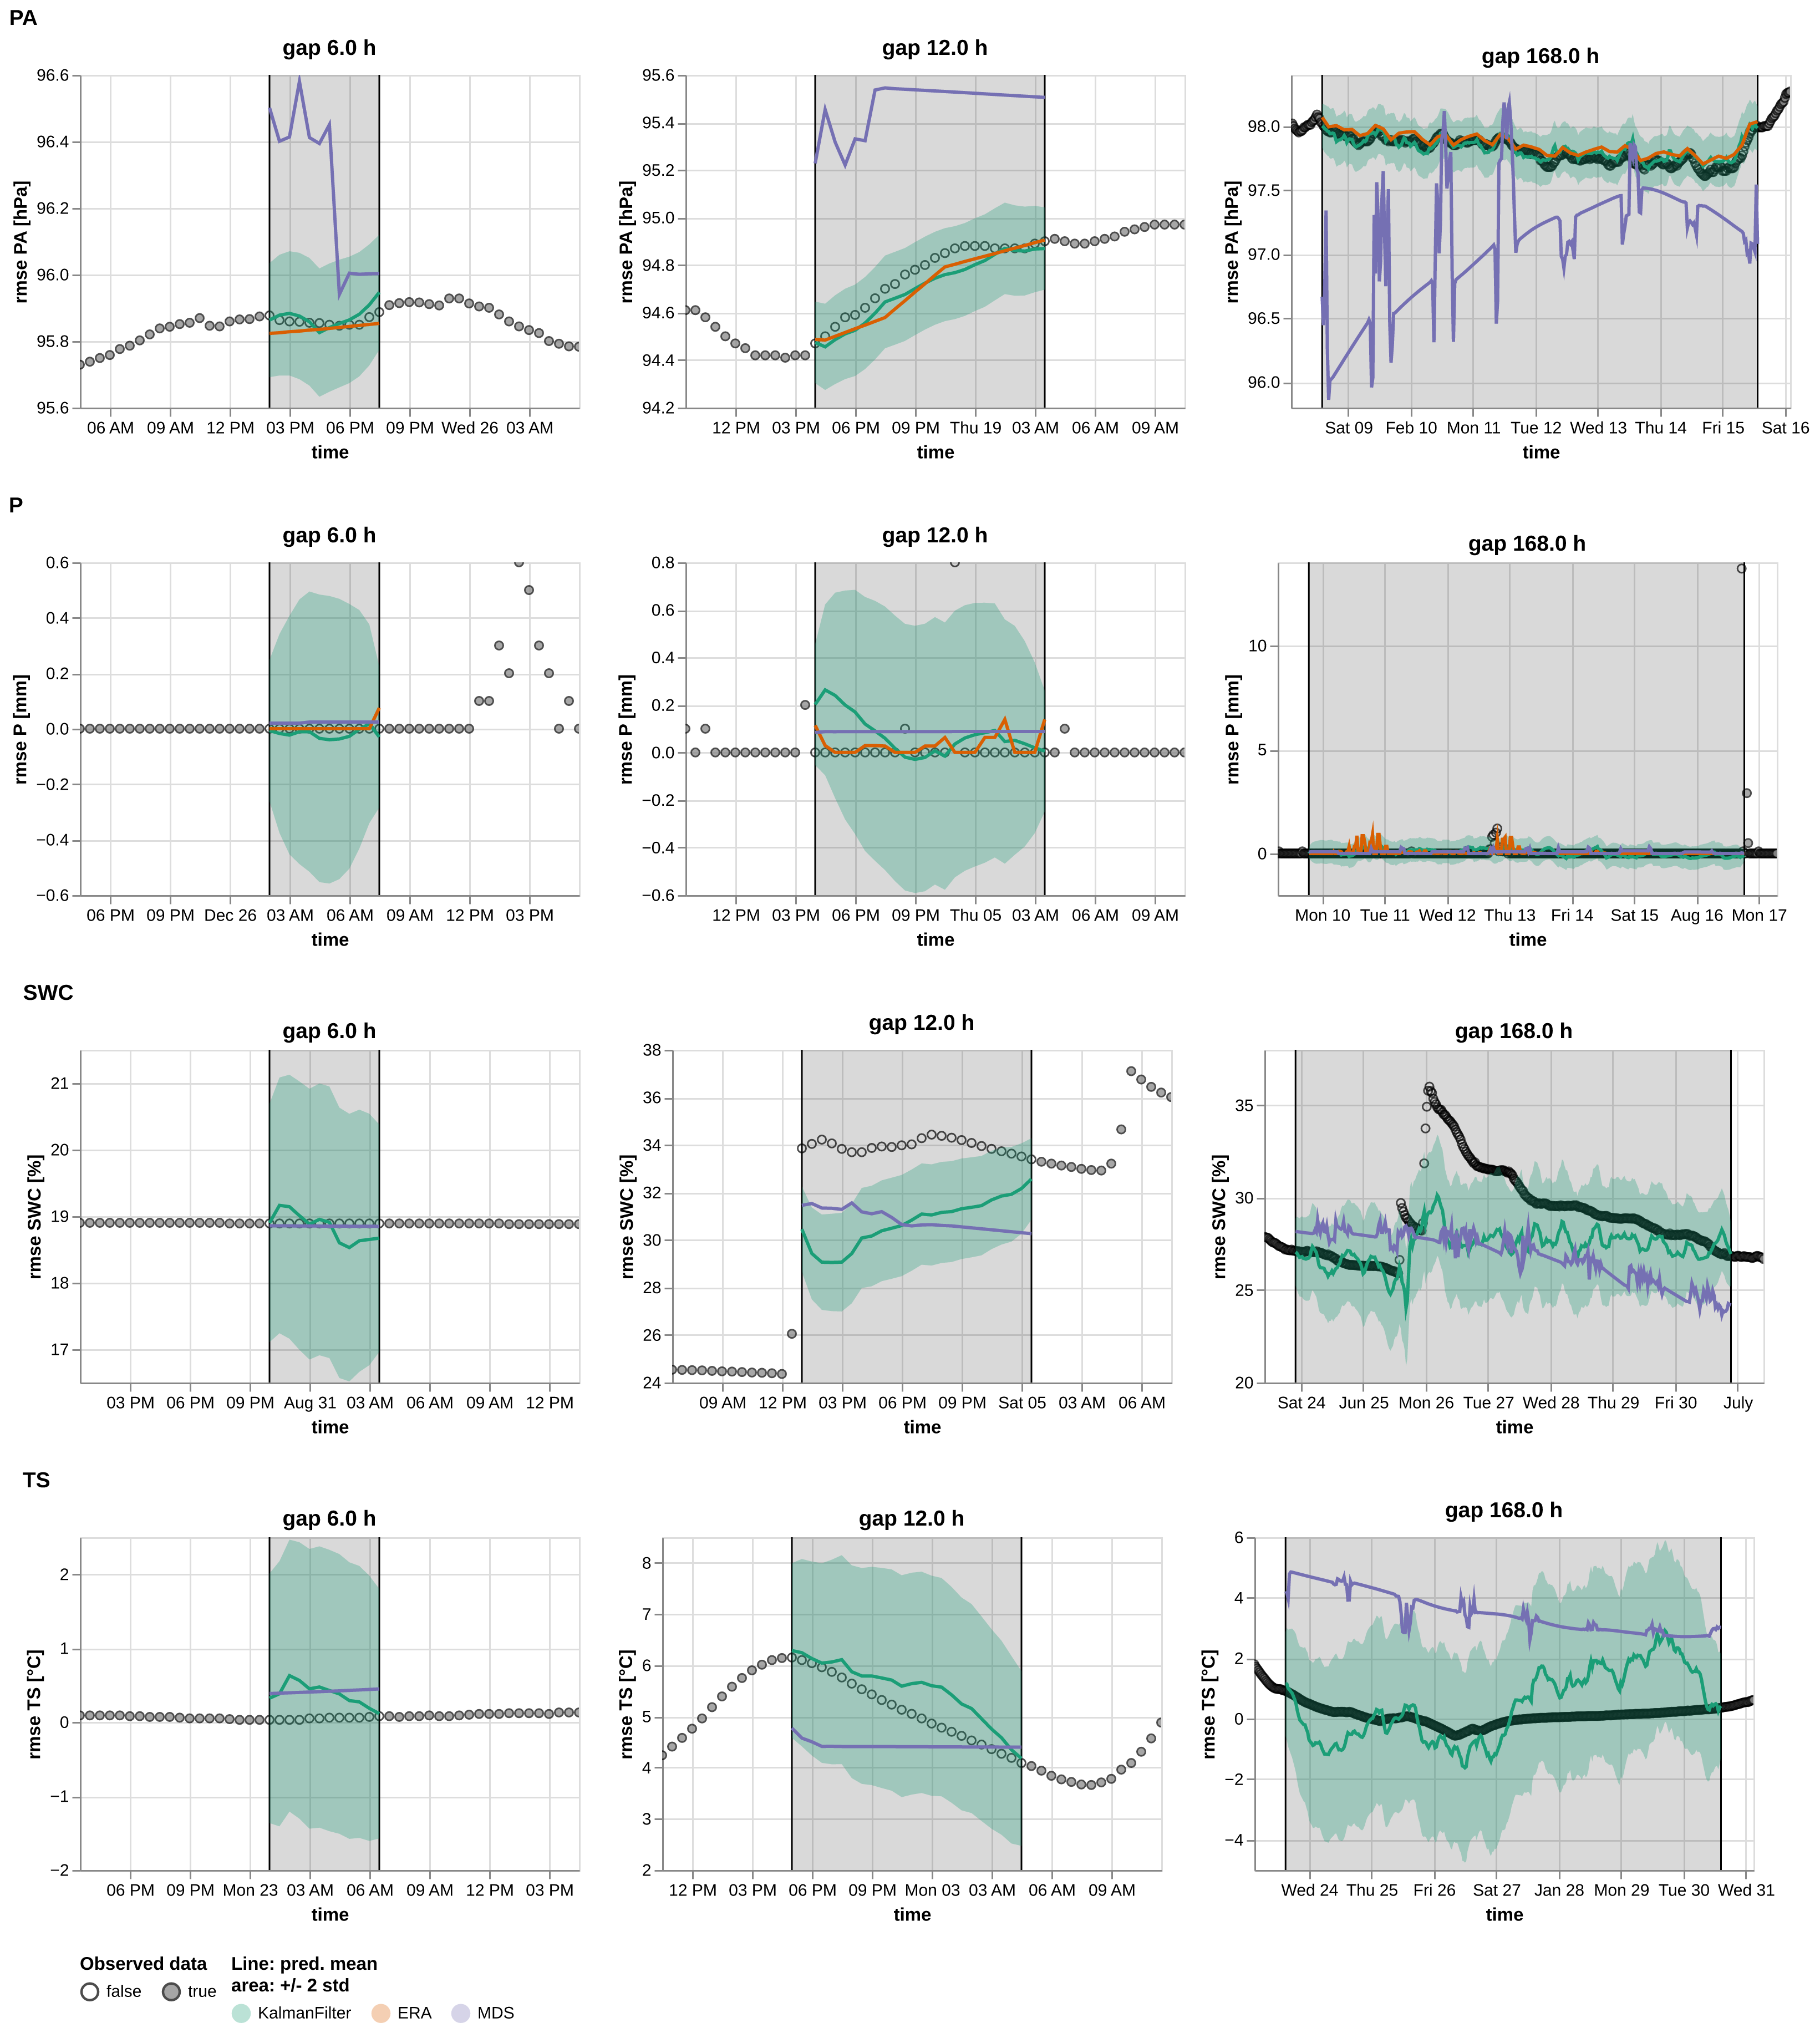 PA
gap 6.0 h
gap 12.0 h
gap 168.0 h
rmse PA [hPa]
96.6
96.4
96.2
96.0
95.8
95.6
06 AM 09 AM 12 PM 03 PM 06 PM 09 PM Wed 26 03 AM
time
rmse PA [hPa]
95.6
95.4
95.2
95.0
94.8
94.6
94.4
94.2
12 PM 03 PM 06 PM 09 PM Thu 19 03 AM 06 AM 09 AM
time
rmse PA [hPa]
98.0
97.5
97.0
96.5
96.0
Sat 09 Feb 10 Mon 11 Tue 12 Wed 13 Thu 14 Fri 15 Sat 16
time
P
gap 6.0 h
gap 12.0 h
gap 168.0 h
rmse P [mm]
0.6
0.4
0.2
0.0
−0.2
−0.4
−0.6
06 PM 09 PM Dec 26 03 AM 06 AM 09 AM 12 PM 03 PM
time
rmse P [mm]
0.8
0.6
0.4
0.2
0.0
−0.2
−0.4
−0.6
12 PM 03 PM 06 PM 09 PM Thu 05 03 AM 06 AM 09 AM
time
rmse P [mm]
10
5
0
Mon 10 Tue 11 Wed 12 Thu 13 Fri 14 Sat 15 Aug 16 Mon 17
time
SWC
gap 6.0 h
gap 12.0 h
gap 168.0 h
rmse SWC [%]
21
20
19
18
17
03 PM 06 PM 09 PM Aug 31 03 AM 06 AM 09 AM 12 PM
time
rmse SWC [%]
38
36
34
32
30
28
26
24
09 AM 12 PM 03 PM 06 PM 09 PM Sat 05 03 AM 06 AM
time
rmse SWC [%]
35
30
25
20
Sat 24 Jun 25 Mon 26 Tue 27 Wed 28 Thu 29 Fri 30 July
time
TS
gap 6.0 h
gap 12.0 h
gap 168.0 h
rmse TS [°C]
2
1
0
−1
−2
06 PM 09 PM Mon 23 03 AM 06 AM 09 AM 12 PM 03 PM
time
rmse TS [°C]
8
7
6
5
4
3
2
12 PM 03 PM 06 PM 09 PM Mon 03 03 AM 06 AM 09 AM
time
rmse TS [°C]
6
4
2
0
−2
−4
Wed 24 Thu 25 Fri 26 Sat 27 Jan 28 Mon 29 Tue 30 Wed 31
time
Observed data
false true
Line: pred. mean
area: +/- 2 std
KalmanFilter ERA MDS